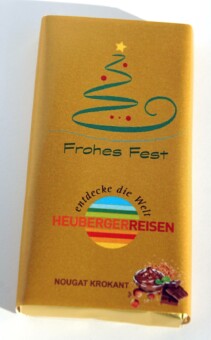 Frohes Fest
entdecke die Welt
HEUBERGERREISEN
NOUGAT KROKANT